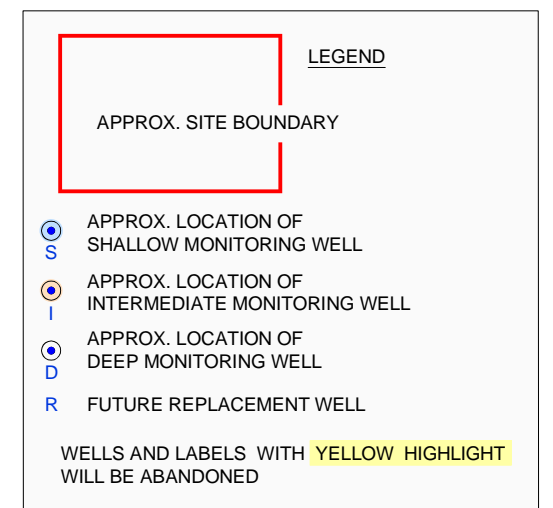 LEGEND
APPROX. SITE BOUNDARY
APPROX. LOCATION OF
SHALLOW MONITORING WELL
S
APPROX. LOCATION OF
INTERMEDIATE MONITORING WELL
I
APPROX. LOCATION OF
DEEP MONITORING WELL
D
R FUTURE REPLACEMENT WELL
WELLS AND LABELS WITH YELLOW HIGHLIGHT
WILL BE ABANDONED